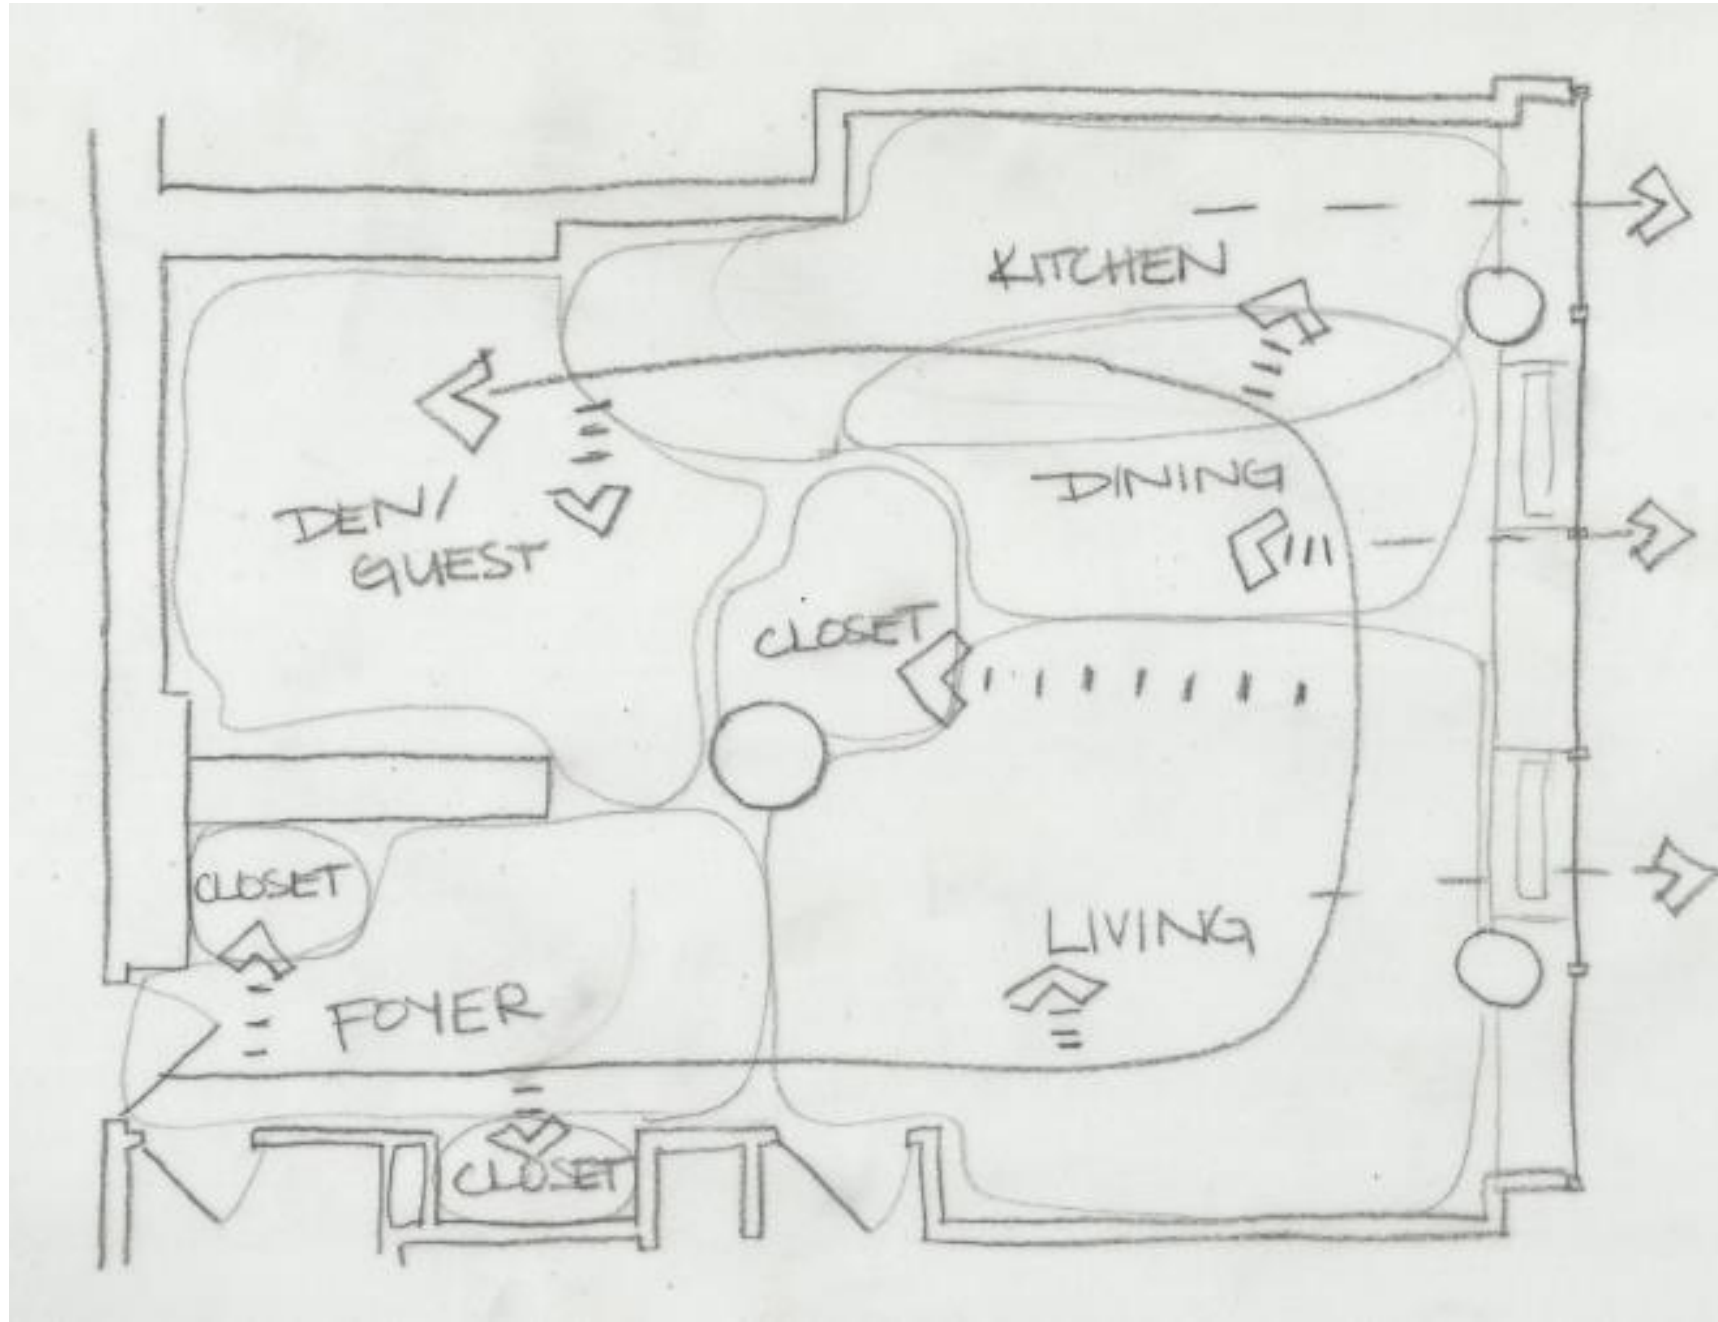 KITCHEN
DINING
DEN/
GUEST
CLOSET
CLOSET
LIVING
FOYER
CLOSET